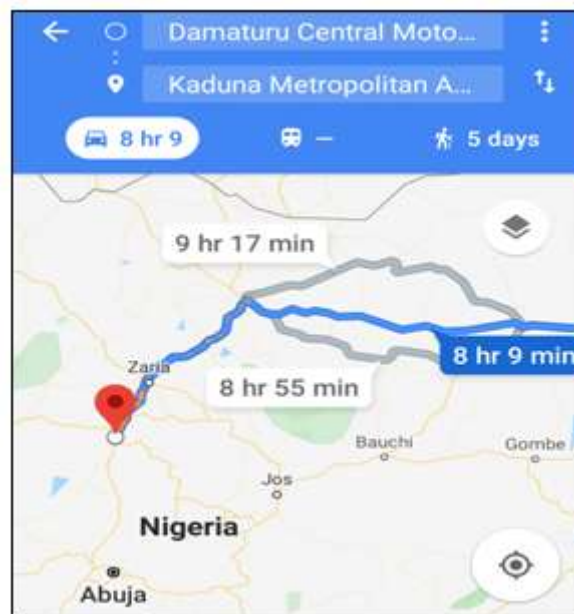 Damaturu Central Moto...
Kaduna Metropolitan A...
8 hr 9
—
5 days
9 hr 17 min
8 hr 9 min
Zaria
8 hr 55 min
Bauchi
Gombe
Jos
Nigeria
Abuja